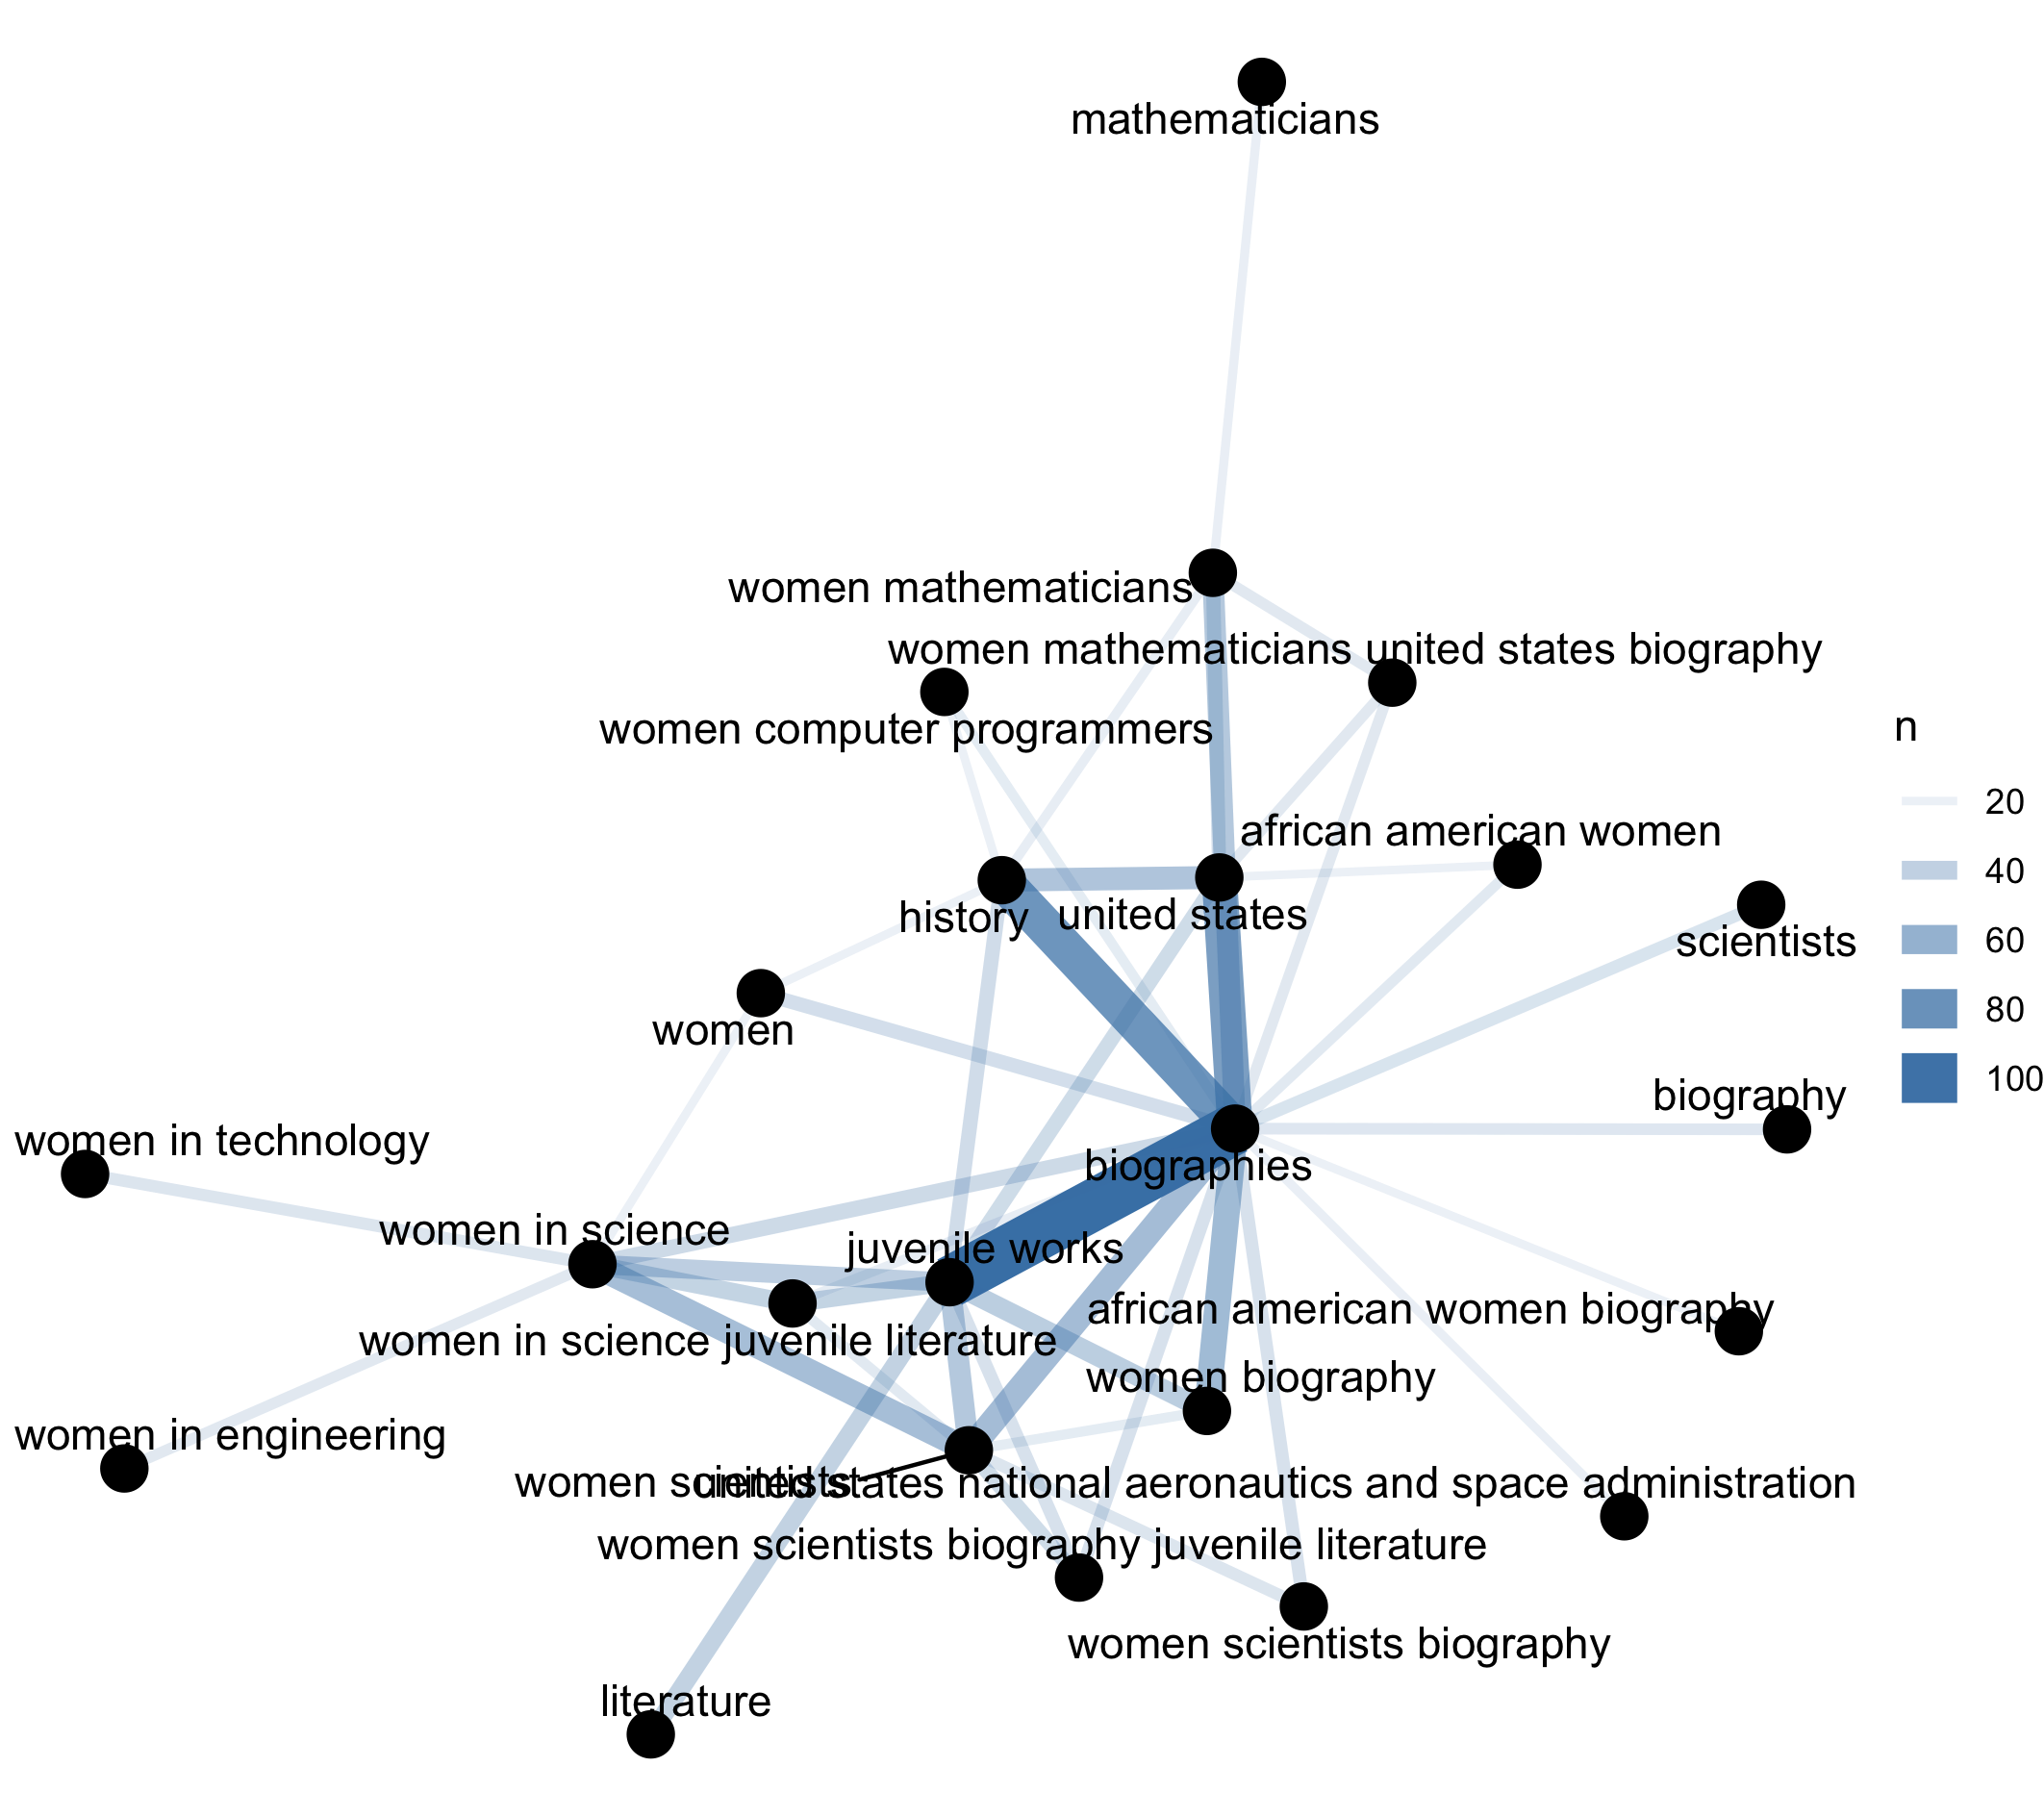 mathematicians
women mathematicians
women mathematicians united states biography
women computer programmers
n
20
african american women
40
history
united states
scientists
60
80
women
100
biography
women in technology
biographies
women in science
juvenile works
african american women biography
women in science juvenile literature
women biography
women in engineering
women scientists
united states national aeronautics and space administration
women scientists biography juvenile literature
women scientists biography
literature